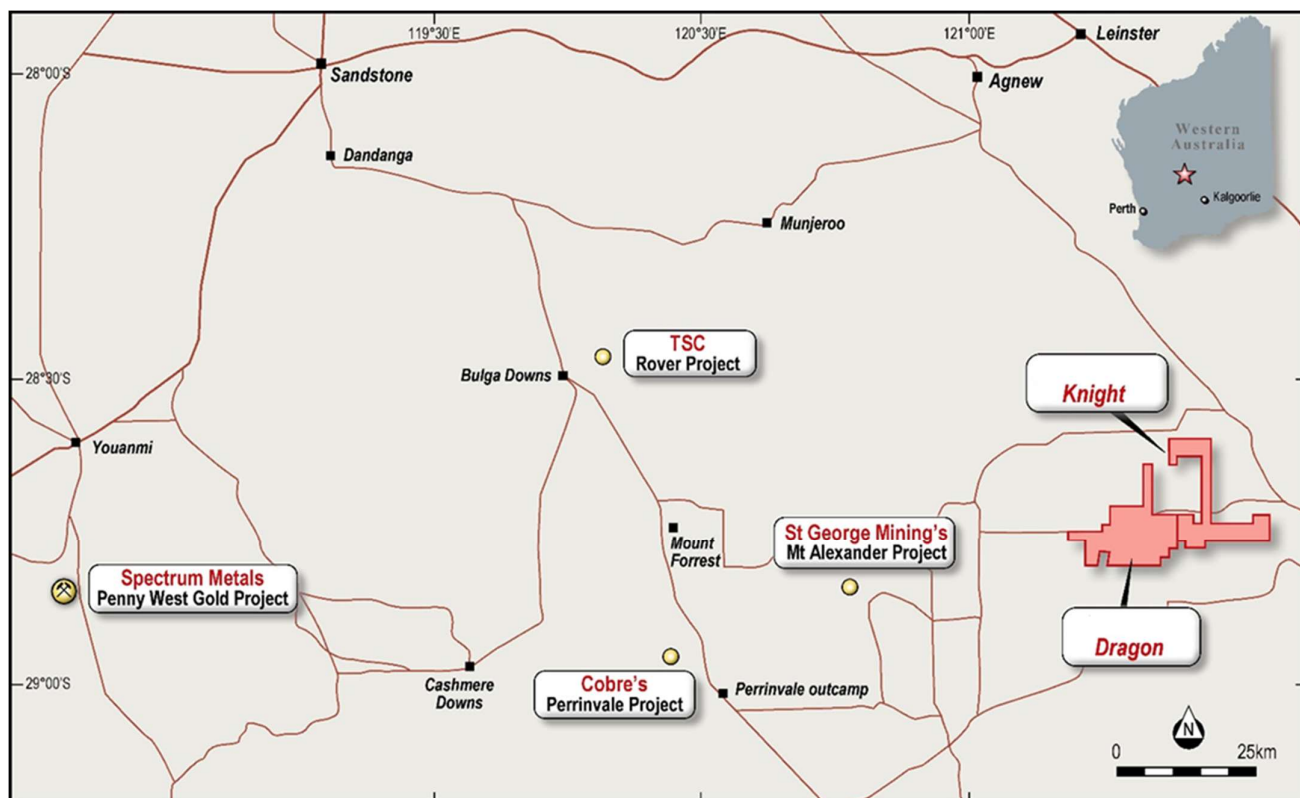 119°30'E
120°30'E
121°00'E
Leinster
28°00'S
Sandstone
Agnew
Western
Australia
Dandanga
Kalgoorlie
Perth
Munjeroo
TSC
Rover Project
28°30'S
Bulga Downs
Knight
Youanmi
Mount
Forrest
St George Mining's
Mt Alexander Project
Spectrum Metals
Penny West Gold Project
Dragon
Cashmere
Downs
Cobre's
Perrinvale Project
Perrinvale outcamp
29°00'S
N
0 25km